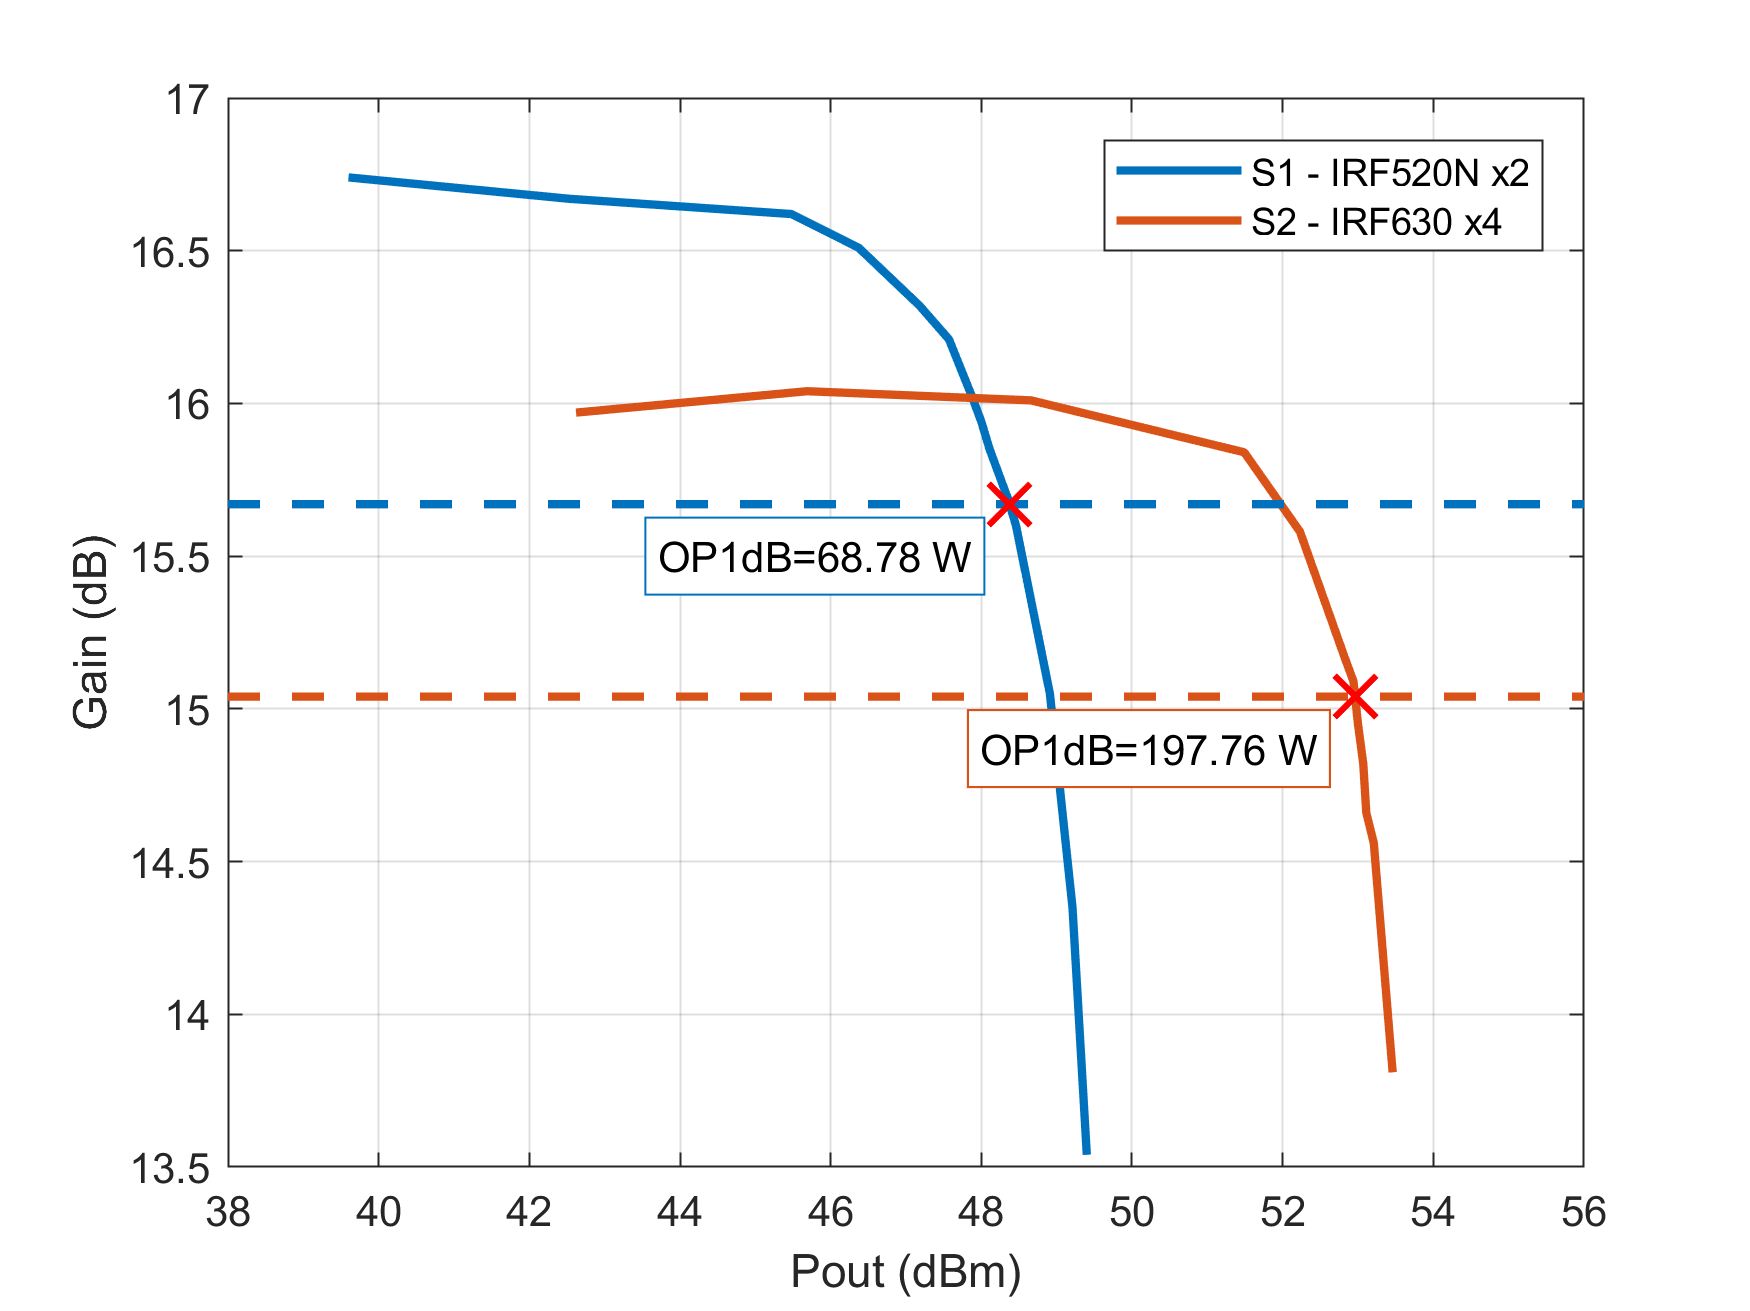 17
16.5
16
15.5
15
14.5
14
13.5
Gain (dB)
S1 - IRF520N x2
S2 - IRF630 x4
OP1dB=68.78 W
OP1dB=197.76 W
38 40 42 44 46 48 50 52 54 56
Pout (dBm)